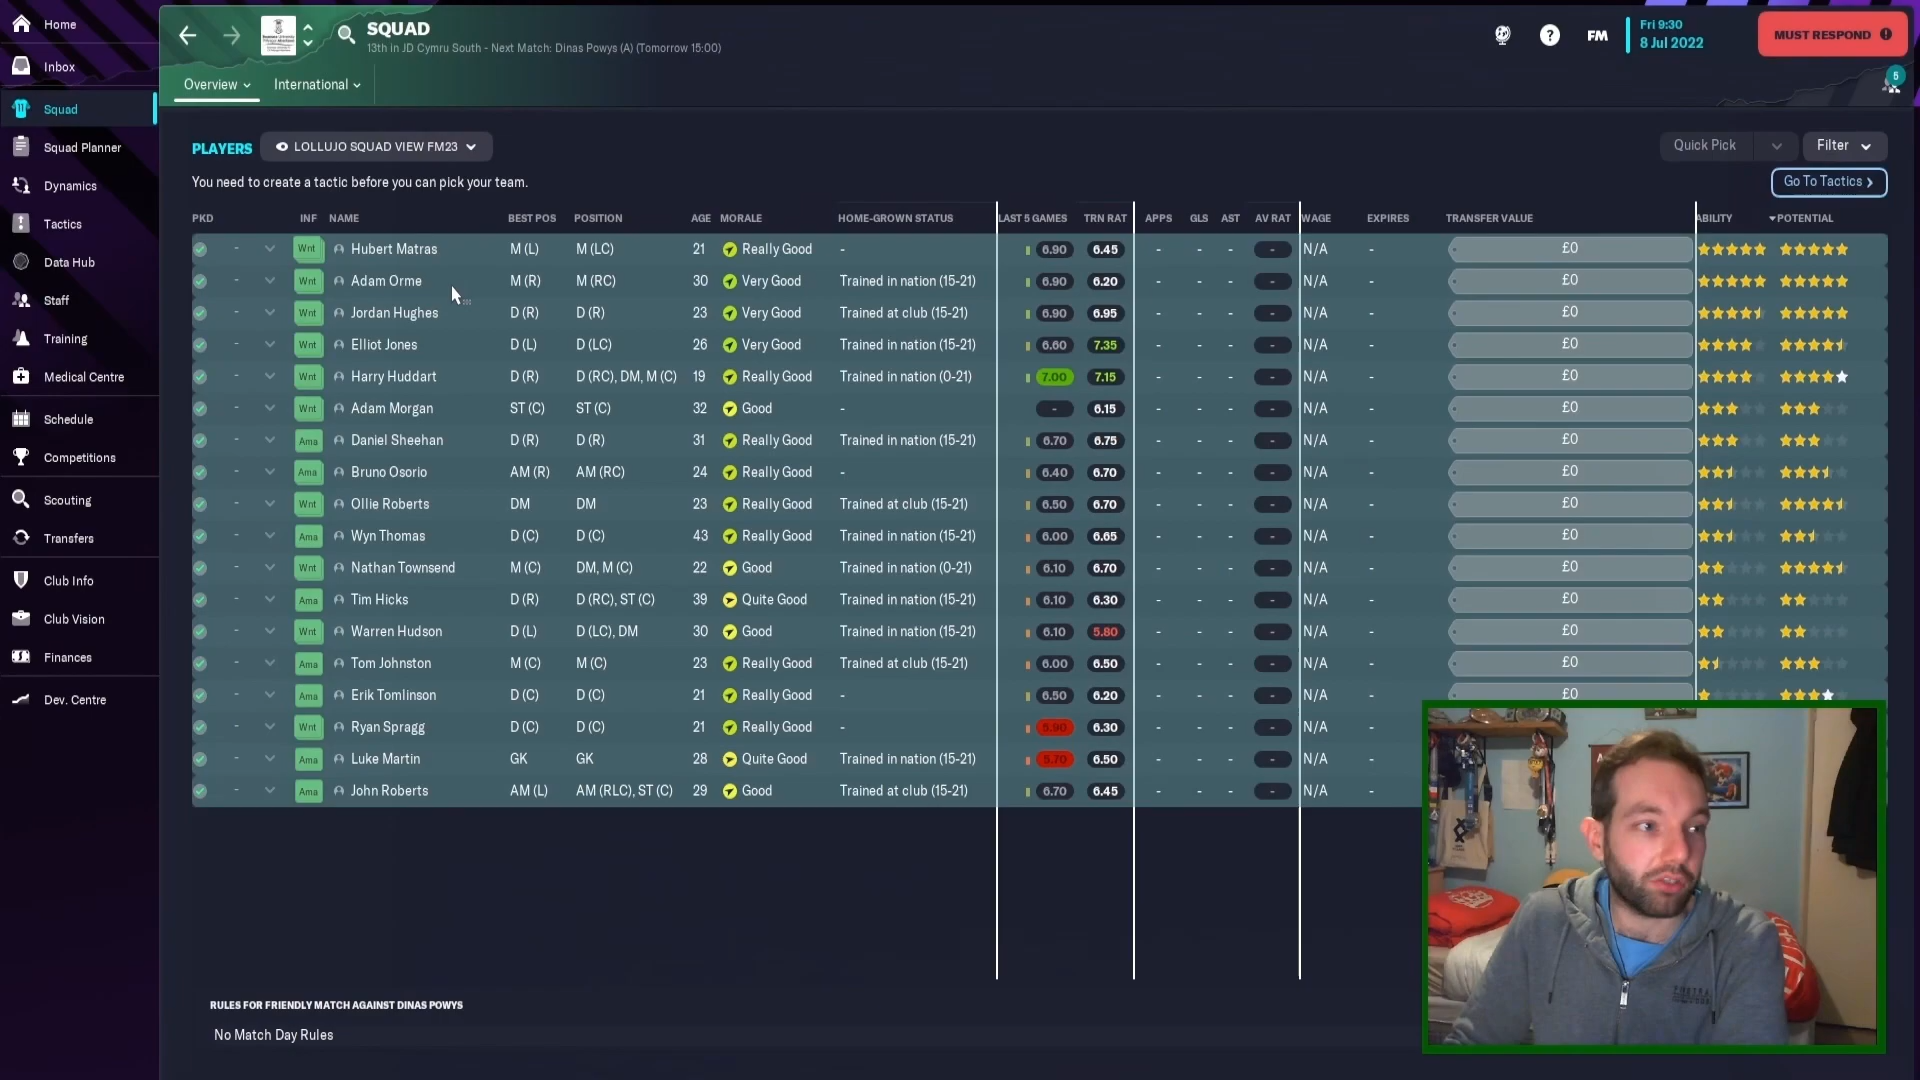 Home
Inbox
Squad
Squad Planner
Dynamics
Tactics
Data Hub
Staff
Training
Medical Centre
Schedule
Competitions
Scouting
Transfers
Club Info
Club Vision
Finances
Dev. Centre
SQUAD
13th in JD Cymru South - Next Match: Dinas Powys (A) (Tomorrow 15:00)
? FM Fri 9:30
8 Jul 2022
MUST RESPOND
Overview International
5
PLAYERS LOLLUJO SQUAD VIEW FM23 Quick Pick Filter
You need to create a tactic before you can pick your team. Go To Tactics
PKD INF NAME BEST POS POSITION AGE MORALE HOME-GROWN STATUS LAST 5 GAMES TRN RAT APPS GLS AST AV RAT WAGE EXPIRES TRANSFER VALUE ABILITY POTENTIAL
- Wnt Hubert Matras M (L) M (LC) 21 Really Good - 6.90 6.45 - - - - N/A - £0
- Wnt Adam Orme M (R) M (RC) 30 Very Good Trained in nation (15-21) 6.90 6.20 - - - - N/A - £0
- Wnt Jordan Hughes D (R) D (R) 23 Very Good Trained at club (15-21) 6.90 6.95 - - - - N/A - £0
- Wnt Elliot Jones D (L) D (LC) 26 Very Good Trained in nation (15-21) 6.60 7.35 - - - - N/A - £0
- Wnt Harry Huddart D (R) D (RC), DM, M (C) 19 Really Good Trained in nation (0-21) 7.00 7.15 - - - - N/A - £0
- Wnt Adam Morgan ST (C) ST (C) 32 Good - - 6.15 - - - - N/A - £0
- Ama Daniel Sheehan D (R) D (R) 31 Really Good Trained in nation (15-21) 6.70 6.75 - - - - N/A - £0
- Ama Bruno Osorio AM (R) AM (RC) 24 Really Good - 6.40 6.70 - - - - N/A - £0
- Wnt Ollie Roberts DM DM 23 Really Good Trained at club (15-21) 6.50 6.70 - - - - N/A - £0
- Ama Wyn Thomas D (C) D (C) 43 Really Good Trained in nation (15-21) 6.00 6.65 - - - - N/A - £0
- Wnt Nathan Townsend M (C) DM, M (C) 22 Good Trained in nation (0-21) 6.10 6.70 - - - - N/A - £0
- Ama Tim Hicks D (R) D (RC), ST (C) 39 Quite Good Trained in nation (15-21) 6.10 6.30 - - - - N/A - £0
- Wnt Warren Hudson D (L) D (LC), DM 30 Good Trained in nation (15-21) 6.10 5.80 - - - - N/A - £0
- Ama Tom Johnston M (C) M (C) 23 Really Good Trained at club (15-21) 6.00 6.50 - - - - N/A - £0
- Ama Erik Tomlinson D (C) D (C) 21 Really Good - 6.50 6.20 - - - - N/A - £0
- Wnt Ryan Spragg D (C) D (C) 21 Really Good - 5.90 6.30 - - - - N/A -
- Ama Luke Martin GK GK 28 Quite Good Trained in nation (15-21) 5.70 6.50 - - - - N/A -
- Ama John Roberts AM (L) AM (RLC), ST (C) 29 Good Trained at club (15-21) 6.70 6.45 - - - - N/A -
RULES FOR FRIENDLY MATCH AGAINST DINAS POWYS
No Match Day Rules